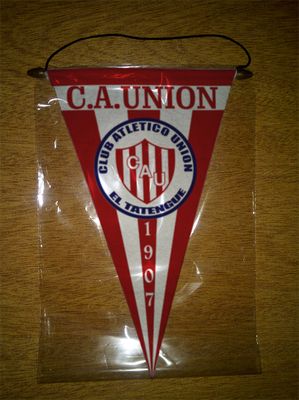 C.A.UNION
CLUB ATLETICO UNION
CAU
EL TATENGUE
1907